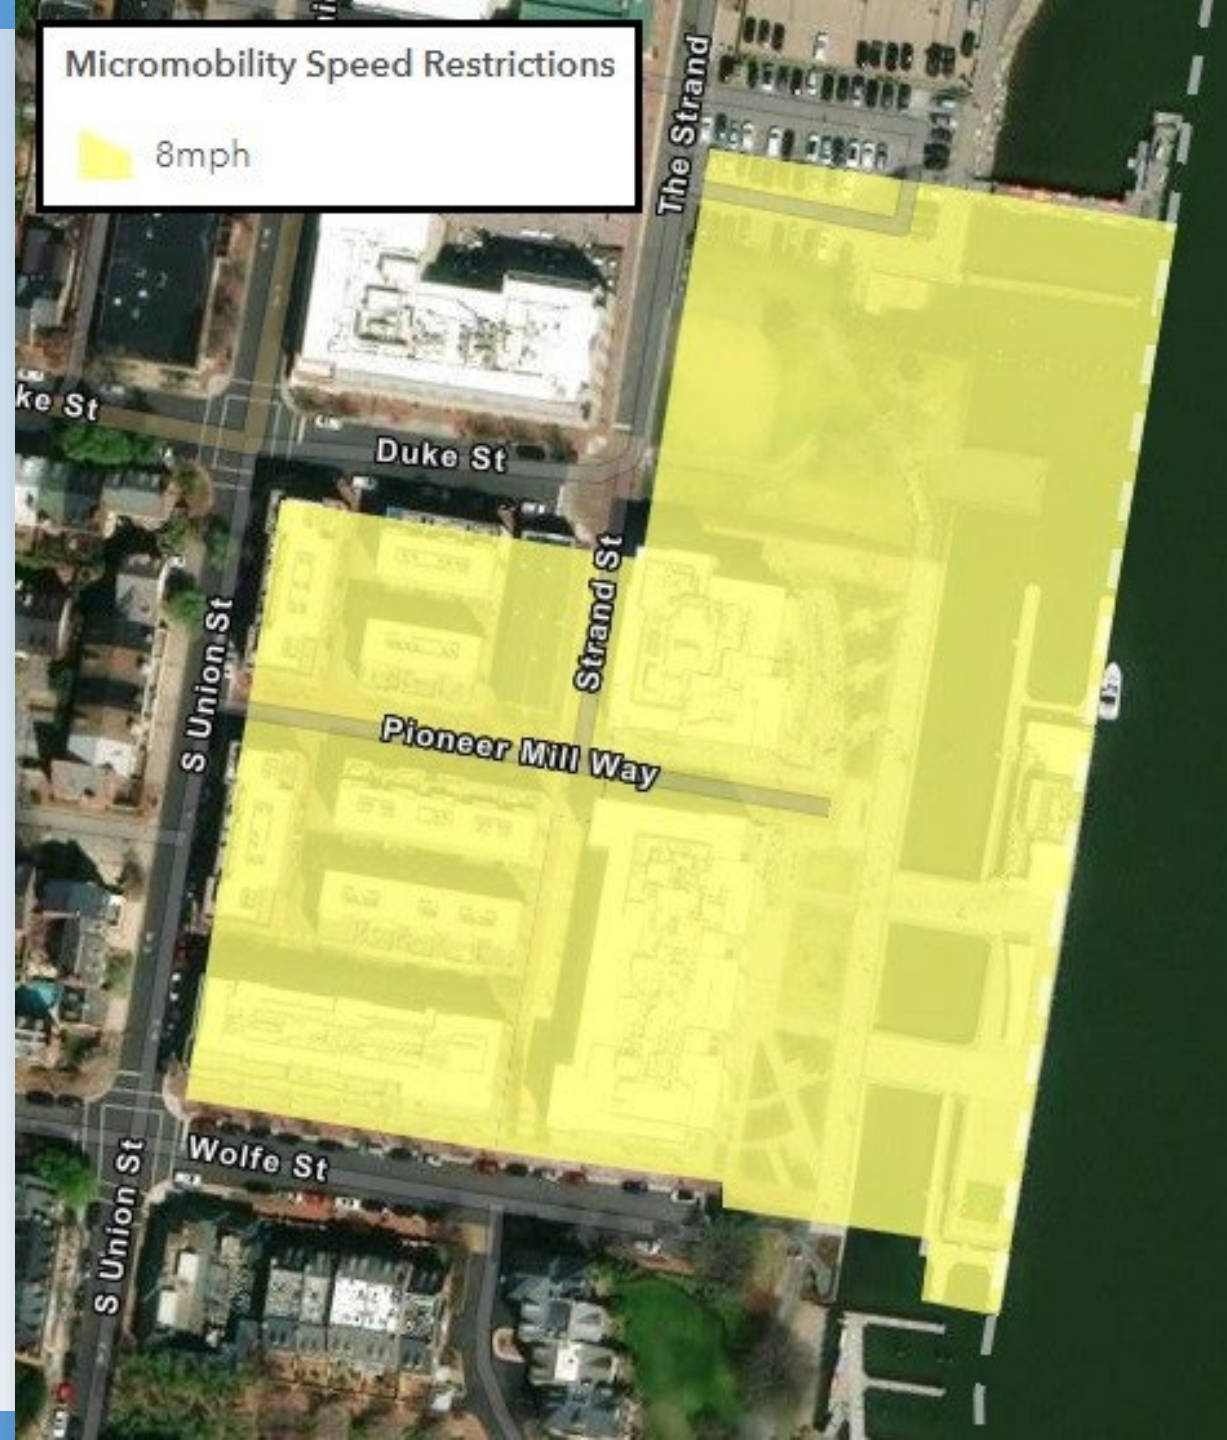 Micromobility Speed Restrictions
8mph
The Strand
ke St
Duke St
Strand St
S Union St
Pioneer Mill Way
Wolfe St
S Union St